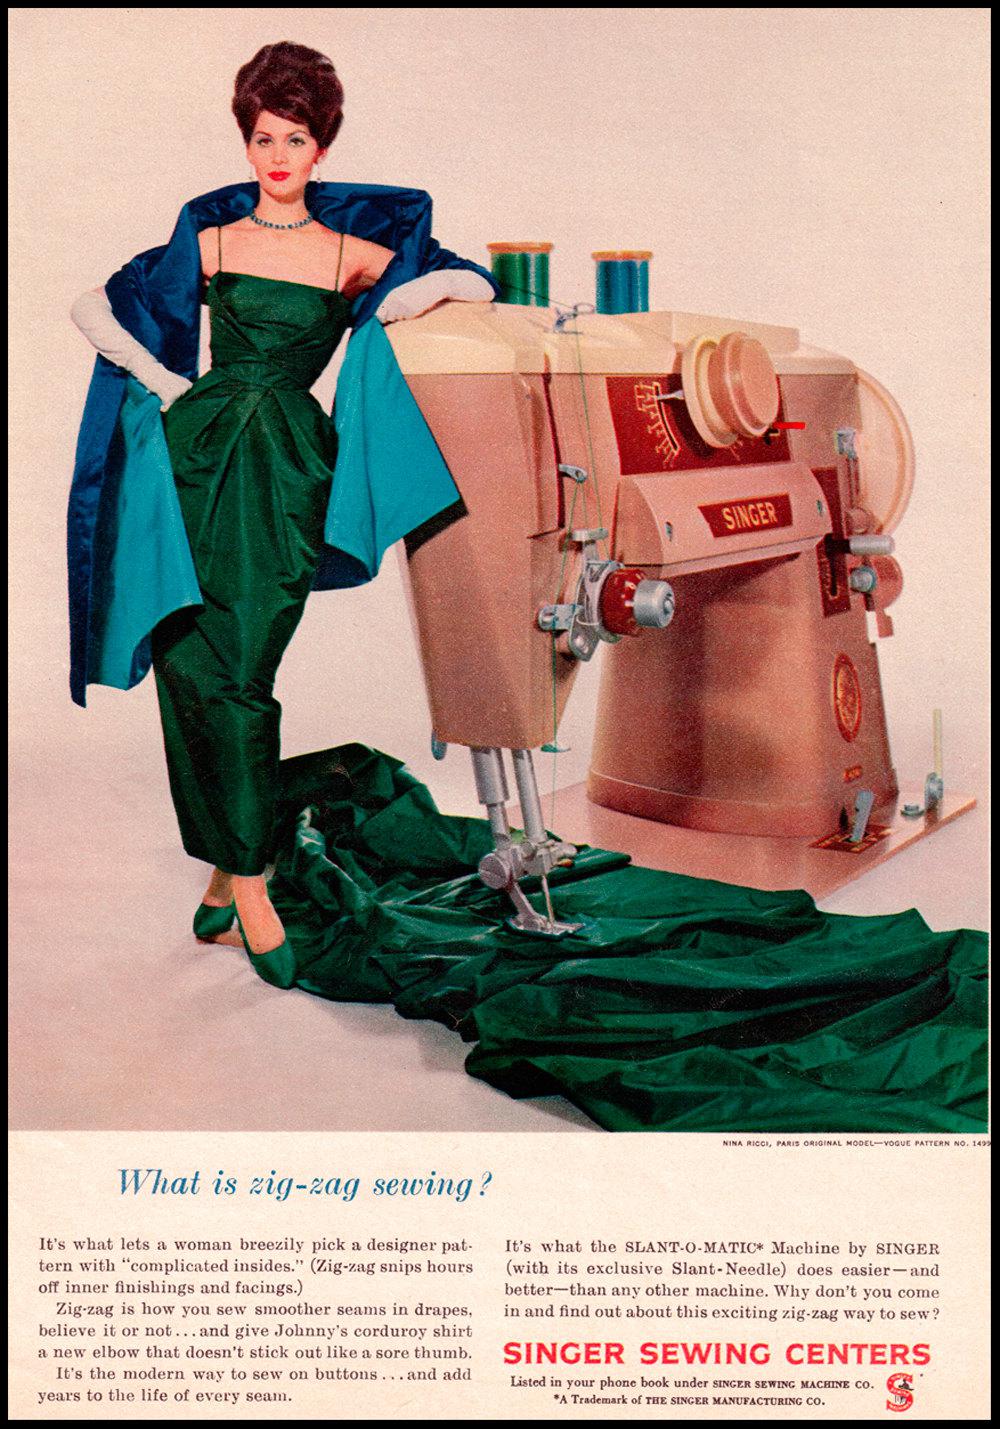 SINGER
NINA RICCI, PARIS ORIGINAL MODEL—VOGUE PATTERN NO. 1499
What is zig-zag sewing?
It's what lets a woman breezily pick a designer pat-
tern with “complicated insides.” (Zig-zag snips hours
off inner finishings and facings.)
Zig-zag is how you sew smoother seams in drapes,
believe it or not...and give Johnny's corduroy shirt
a new elbow that doesn't stick out like a sore thumb.
It's the modern way to sew on buttons...and add
years to the life of every seam.
It's what the SLANT-O-MATIC* Machine by SINGER
(with its exclusive Slant-Needle) does easier—and
better—than any other machine. Why don't you come
in and find out about this exciting zig-zag way to sew?
SINGER SEWING CENTERS
Listed in your phone book under SINGER SEWING MACHINE CO.
*A Trademark of THE SINGER MANUFACTURING CO.
S